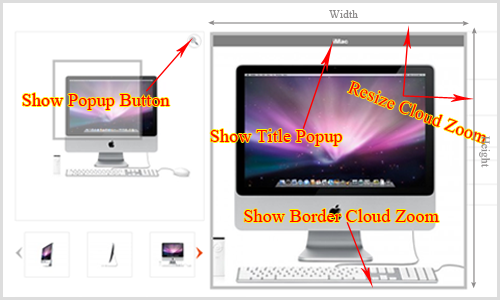 Width
iMac
Show Popup Button
Resize Cloud Zoom
Show Title Popup
Height
Show Border Cloud Zoom